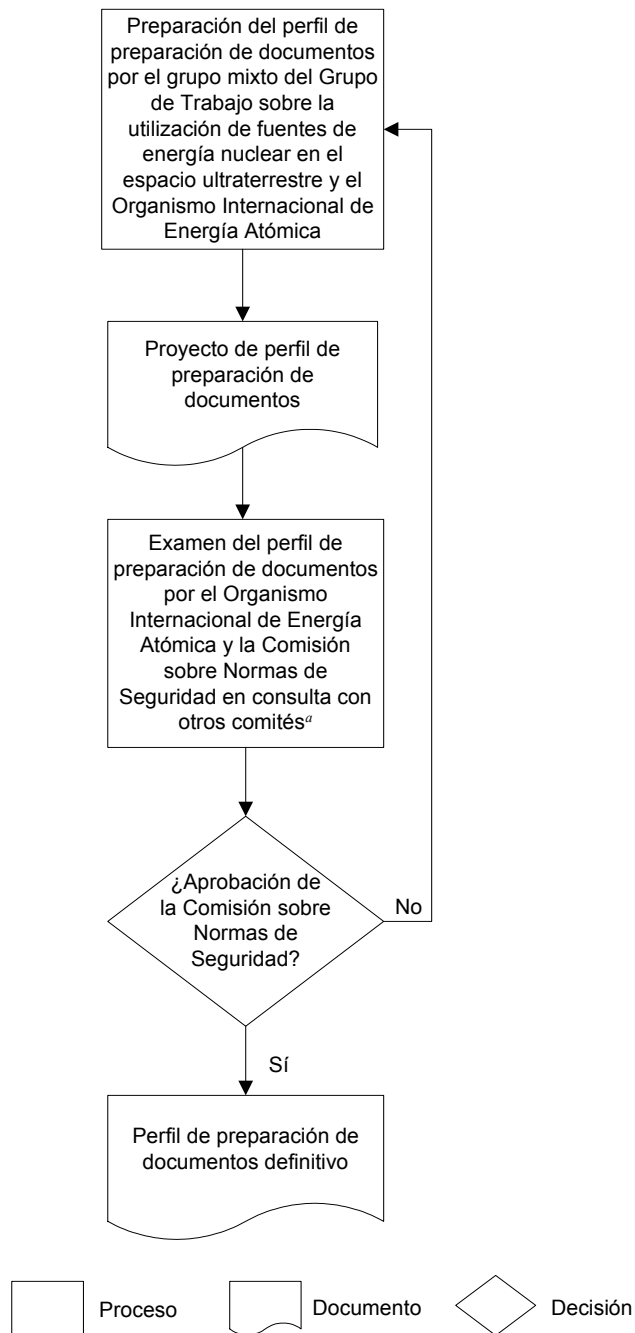 Preparación del perfil de
preparación de documentos
por el grupo mixto del Grupo
de Trabajo sobre la
utilización de fuentes de
energía nuclear en el
espacio ultraterrestre y el
Organismo Internacional de
Energía Atómica
Proyecto de perfil de
preparación de
documentos
Examen del perfil de
preparación de documentos
por el Organismo
Internacional de Energía
Atómica y la Comisión
sobre Normas de
Seguridad en consulta con
otros comités a
¿Aprobación de
la Comisión sobre
Normas de
Seguridad?
No
Sí
Perfil de preparación de
documentos definitivo
Proceso
Documento
Decisión